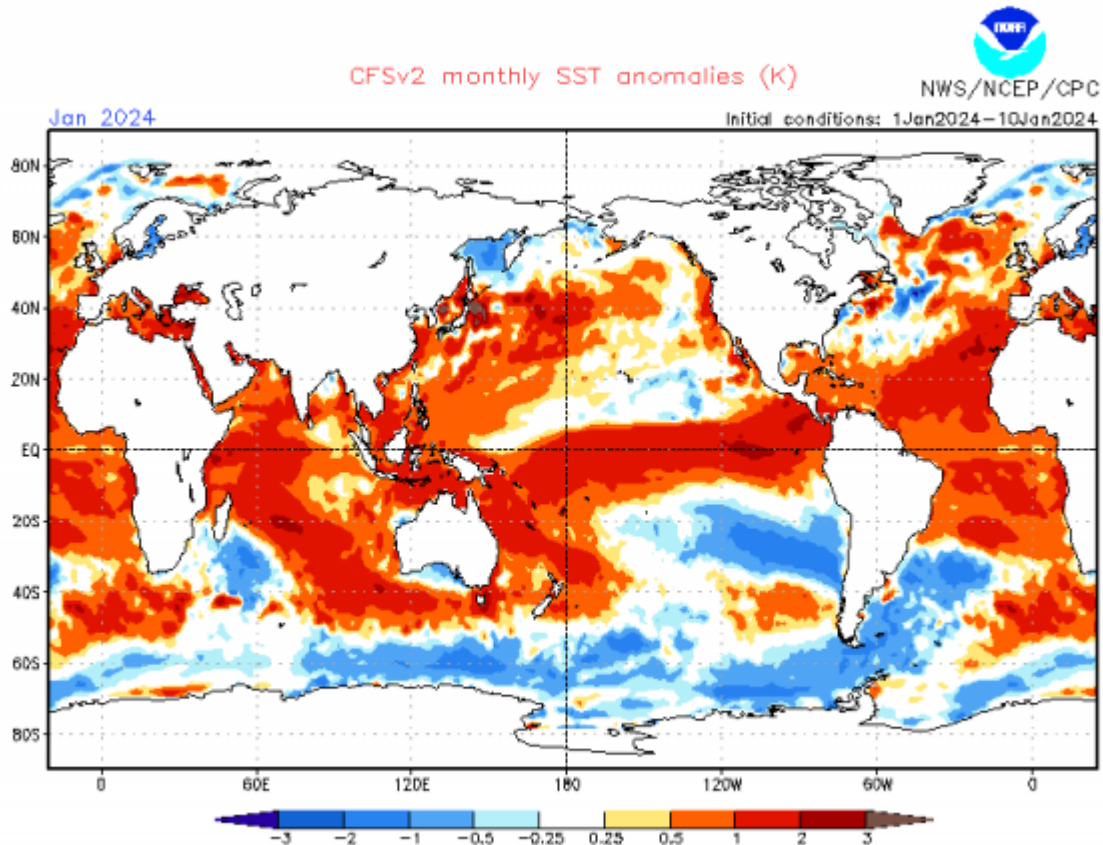 noaa
CFSv2 monthly SST anomalies (K)
NWS/NCEP/CPC
Jan 2024
Initial conditions: 1Jan2024–10Jan2024
80N
60N
40N
20N
EQ
20S
40S
60S
80S
0 60E 120E 180 120W 60W 0
-3 -2 -1 -0.5 -0.25 0.25 0.5 1 2 3